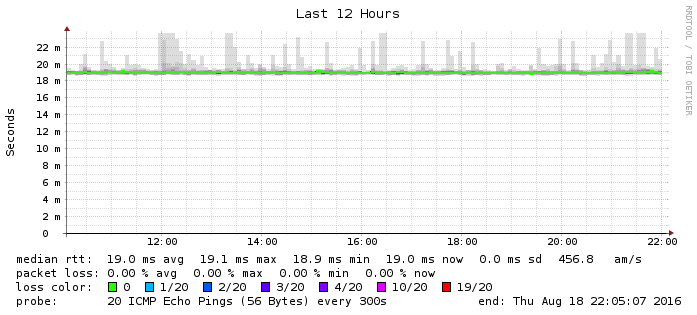 Last 12 Hours
RRDTOOL / TOBI OETIKER
Seconds
22 m
20 m
18 m
16 m
14 m
12 m
10 m
8 m
6 m
4 m
2 m
0
12:00 14:00 16:00 18:00 20:00 22:00
median rtt: 19.0 ms avg 19.1 ms max 18.9 ms min 19.0 ms now 0.0 ms sd 456.8 am/s
packet loss: 0.00 % avg 0.00 % max 0.00 % min 0.00 % now
loss color: 0 1/20 2/20 3/20 4/20 10/20 19/20
probe: 20 ICMP Echo Pings (56 Bytes) every 300s end: Thu Aug 18 22:05:07 2016